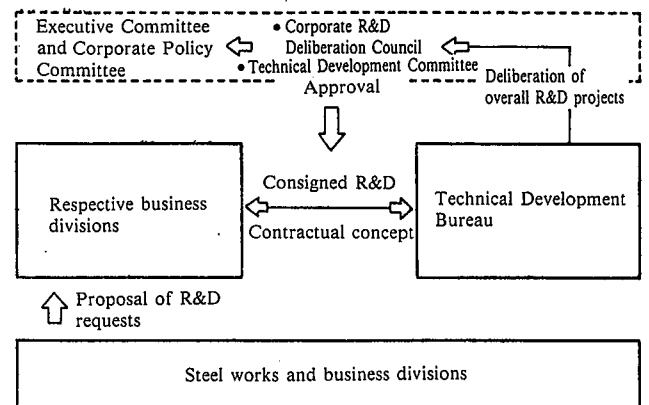 Executive Committee
and Corporate Policy
Committee
• Corporate R&D
Deliberation Council
• Technical Development Committee
Approval
Deliberation of
overall R&D projects
Respective business
divisions
Consigned R&D
Contractual concept
Technical Development
Bureau
Proposal of R&D
requests
Steel works and business divisions